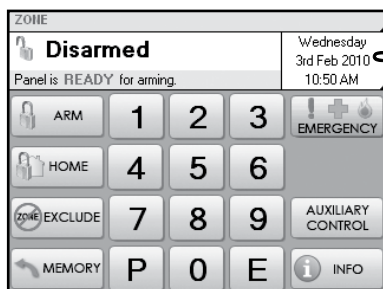 ZONE
Disarmed
Wednesday
3rd Feb 2010
Panel is READY for arming.
10:50 AM
ARM
1
2
3
EMERGENCY
HOME
4
5
6
ZONE EXCLUDE
7
8
9
AUXILIARY
CONTROL
MEMORY
P
0
E
i INFO